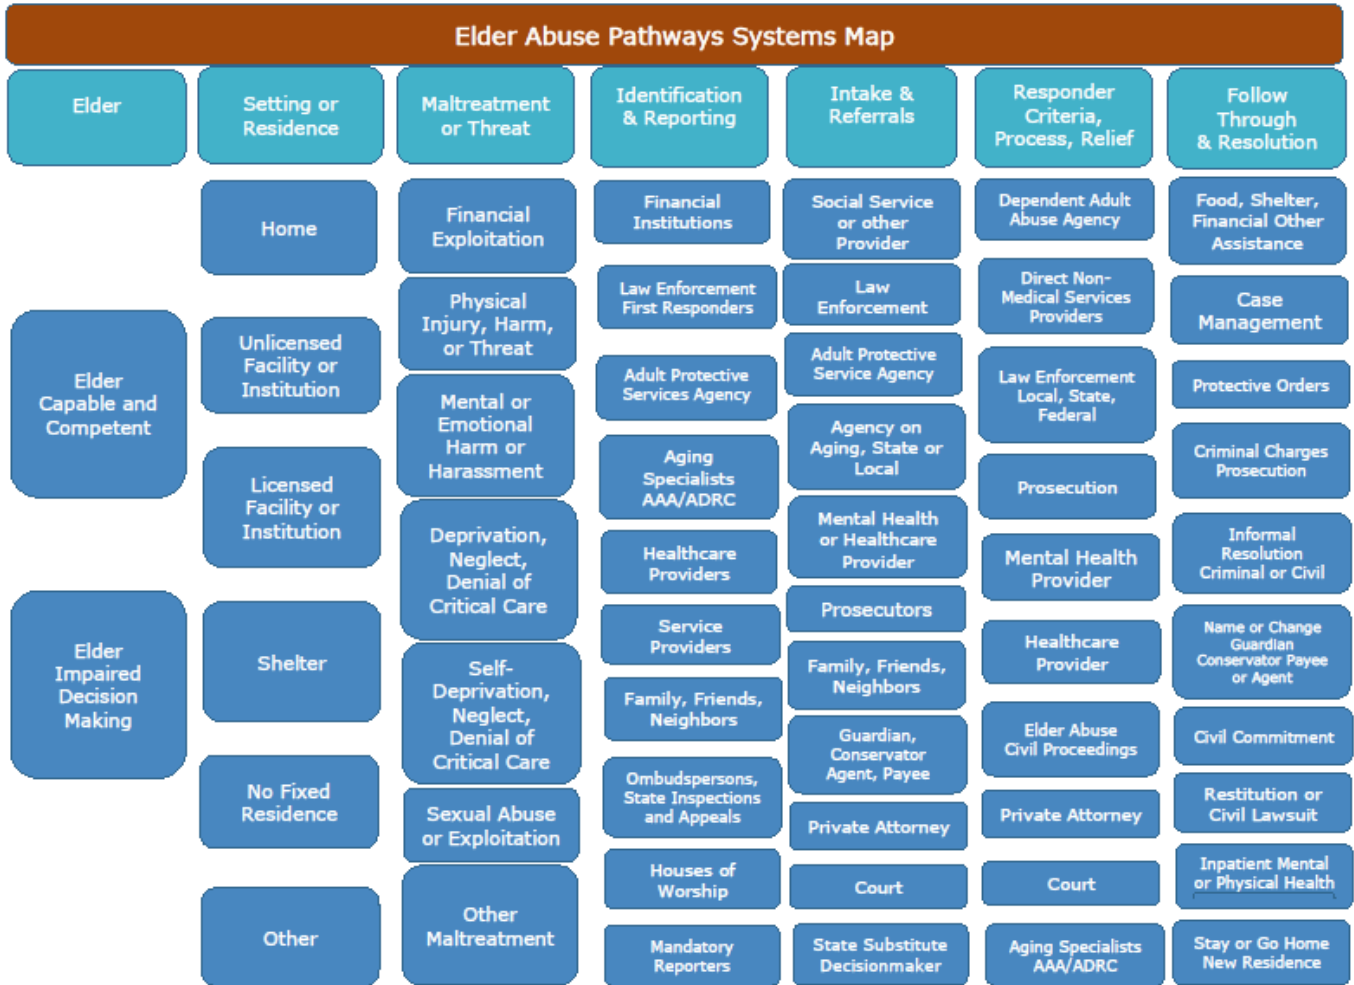 Elder Abuse Pathways Systems Map
Elder
Setting or
Residence
Maltreatment
or Threat
Identification
& Reporting
Intake &
Referrals
Responder
Criteria,
Process, Relief
Follow
Through
& Resolution
Elder
Capable and
Competent
Elder
Impaired
Decision
Making
Home
Unlicensed
Facility or
Institution
Licensed
Facility or
Institution
Shelter
No Fixed
Residence
Other
Financial
Exploitation
Physical
Injury, Harm,
or Threat
Mental or
Emotional
Harm or
Harassment
Deprivation,
Neglect,
Denial of
Critical Care
Self-
Deprivation,
Neglect,
Denial of
Critical Care
Sexual Abuse
or Exploitation
Other
Maltreatment
Financial
Institutions
Law Enforcement
First Responders
Adult Protective
Services Agency
Aging
Specialists
AAA/ADRC
Healthcare
Providers
Service
Providers
Family, Friends,
Neighbors
Ombudspersons,
State Inspections
and Appeals
Houses of
Worship
Mandatory
Reporters
Social Service
or other
Provider
Law
Enforcement
Adult Protective
Service Agency
Agency on
Aging, State or
Local
Mental Health
or Healthcare
Provider
Prosecutors
Family, Friends,
Neighbors
Guardian,
Conservator
Agent, Payee
Private Attorney
Court
State Substitute
Decisionmaker
Dependent Adult
Abuse Agency
Direct Non-
Medical Services
Providers
Law Enforcement
Local, State,
Federal
Prosecution
Mental Health
Provider
Healthcare
Provider
Elder Abuse
Civil Proceedings
Private Attorney
Court
Aging Specialists
AAA/ADRC
Food, Shelter,
Financial Other
Assistance
Case
Management
Protective Orders
Criminal Charges
Prosecution
Informal
Resolution
Criminal or Civil
Name or Change
Guardian
Conservator Payee
or Agent
Civil Commitment
Restitution or
Civil Lawsuit
Inpatient Mental
or Physical Health
Stay or Go Home
New Residence